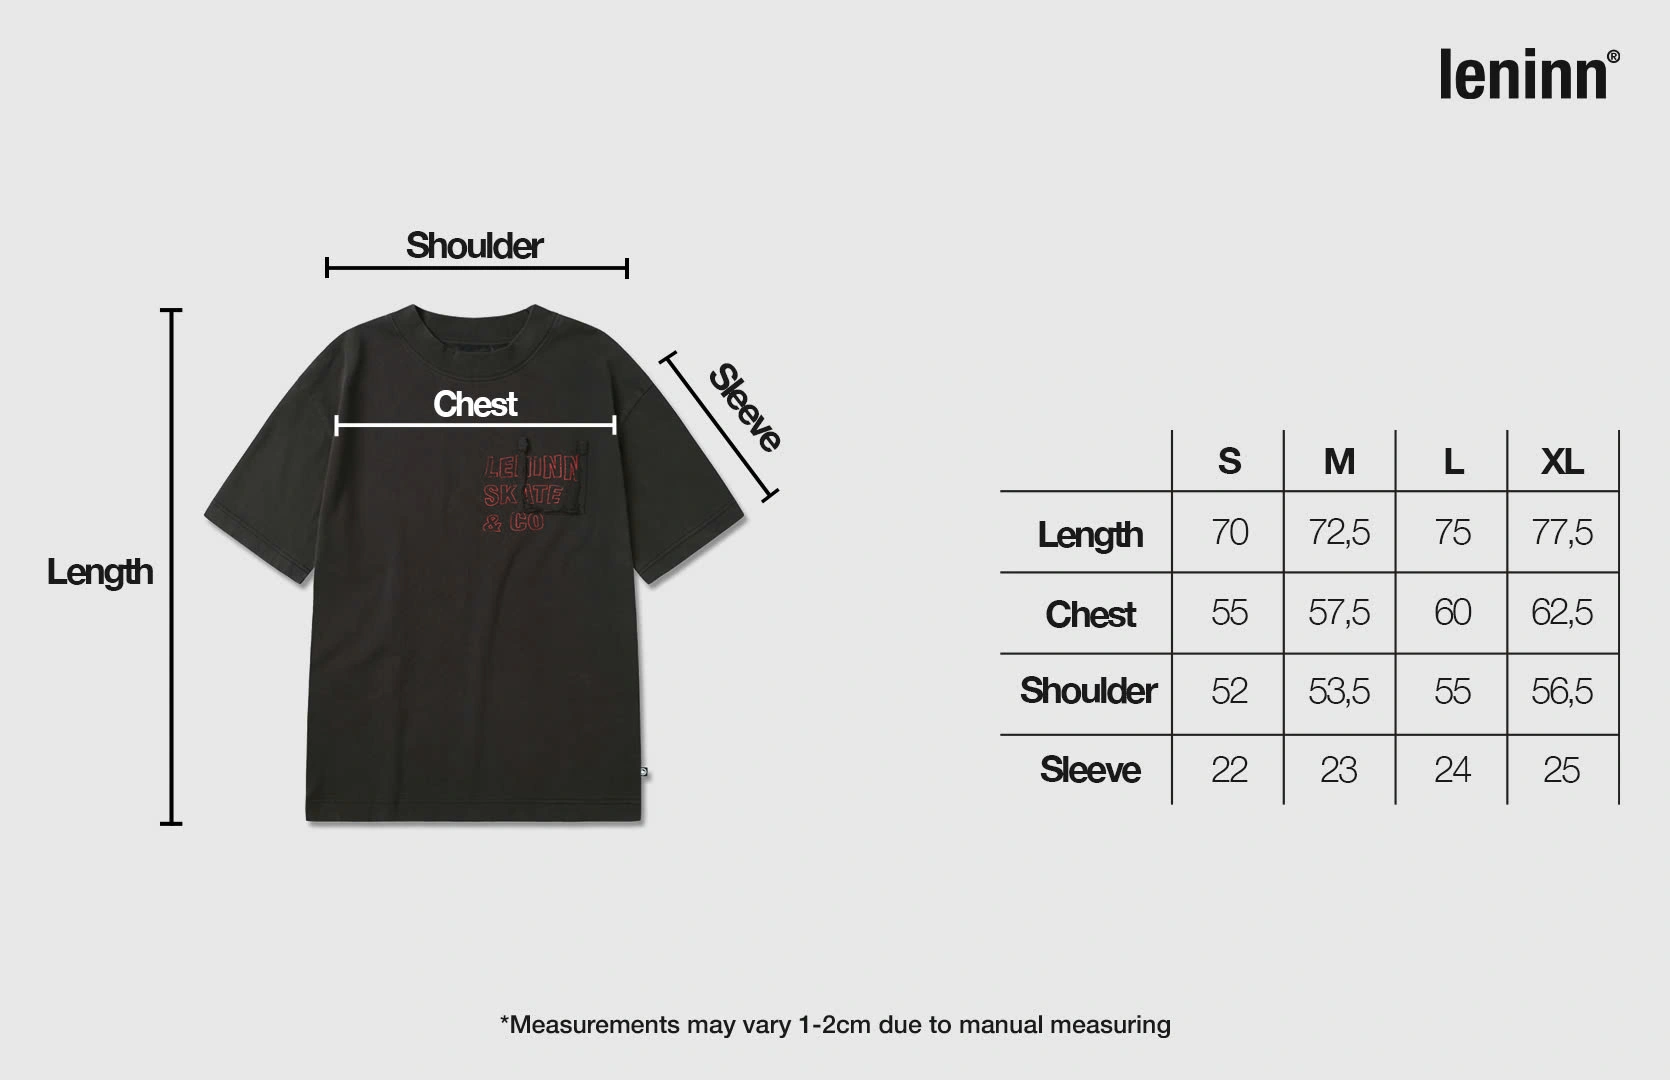 leninn®
Shoulder
Chest
Sleeve
Length
LENINN
SKATE
& CO
S M L XL
Length 70 72,5 75 77,5
Chest 55 57,5 60 62,5
Shoulder 52 53,5 55 56,5
Sleeve 22 23 24 25
*Measurements may vary 1-2cm due to manual measuring